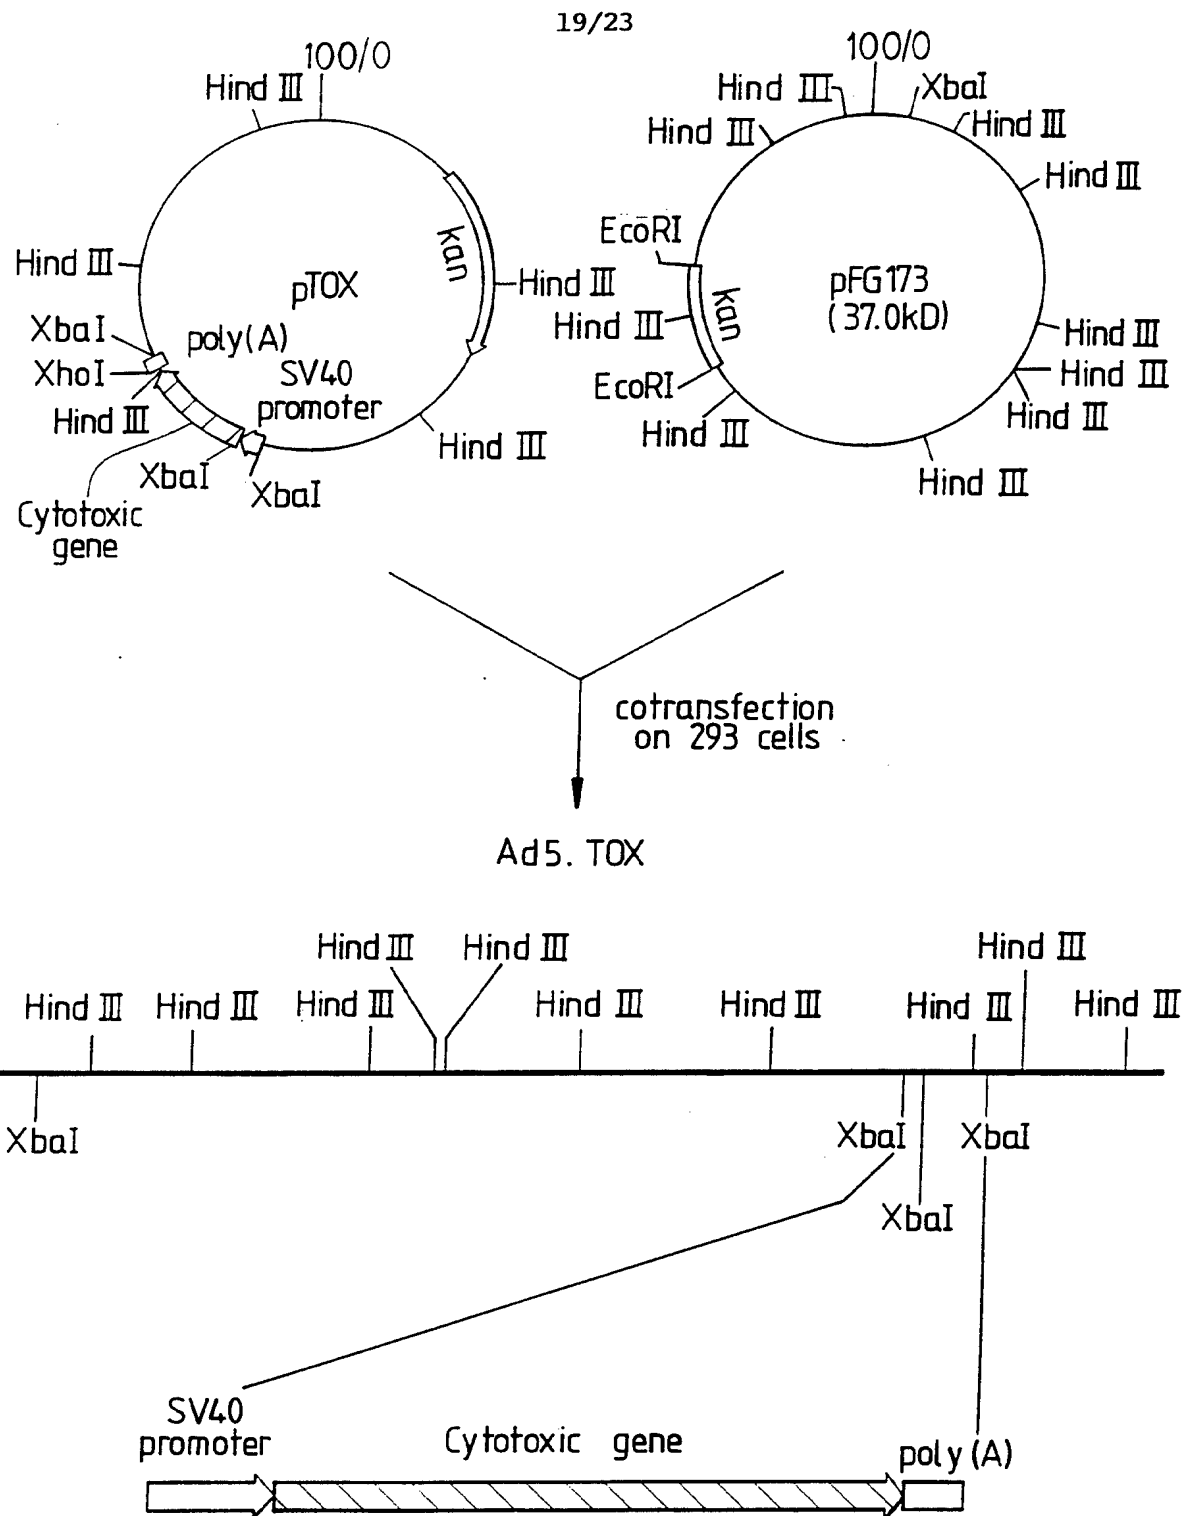 19/23
100/0
Hind III
kan
Hind III
Hind III
pTOX
XbaI
poly(A)
XhoI
SV40
promoter
Hind III
Hind III
XbaI
XbaI
Cytotoxic
gene
100/0
Hind III
XbaI
Hind III
Hind III
Hind III
EcoRI
kan
pFG173
(37.0kD)
Hind III
Hind III
EcoRI
Hind III
Hind III
Hind III
Hind III
cotransfection
on 293 cells
Ad5. TOX
Hind III
Hind III
Hind III
Hind III
Hind III
Hind III
Hind III
Hind III
Hind III
Hind III
XbaI
XbaI
XbaI
XbaI
SV40
promoter
Cytotoxic gene
poly(A)